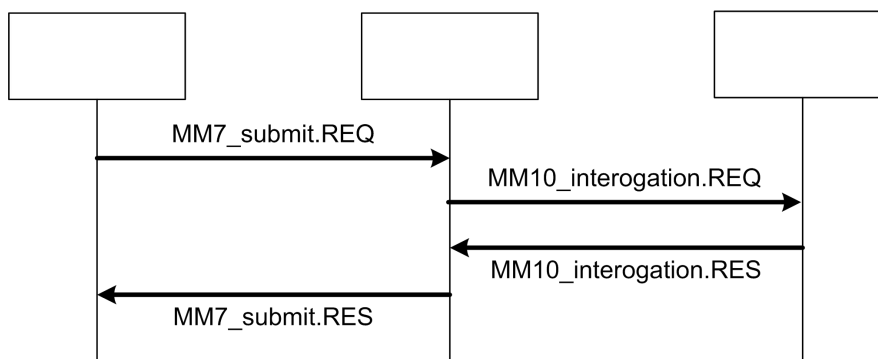 MM7_submit.REQ
MM10_interogation.REQ
MM10_interogation.RES
MM7_submit.RES